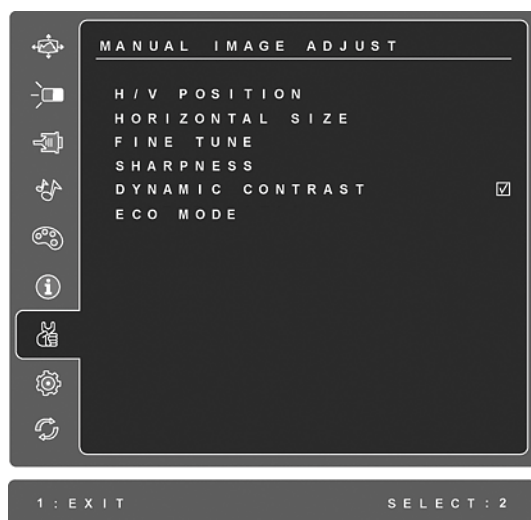 MANUAL IMAGE ADJUST
H/V POSITION
HORIZONTAL SIZE
FINE TUNE
SHARPNESS
DYNAMIC CONTRAST
ECO MODE
1:EXIT SELECT:2